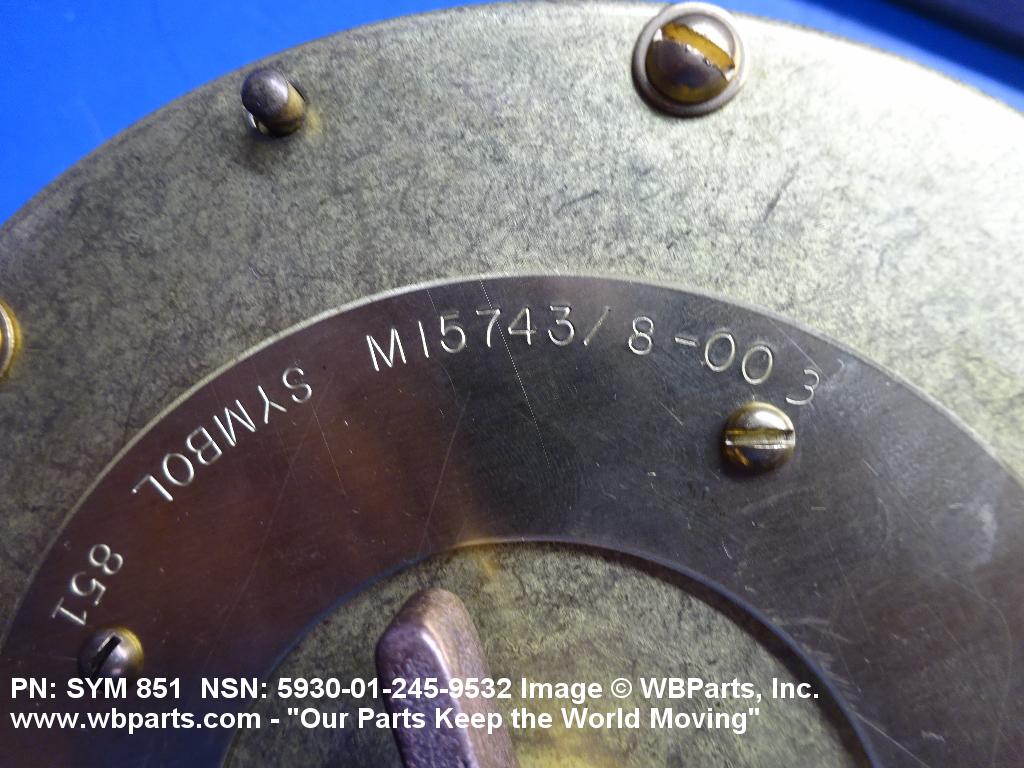 M15743/8-003
SYMBOL
851
PN: SYM 851 NSN: 5930-01-245-9532 Image © WBParts, Inc.
www.wbparts.com - "Our Parts Keep the World Moving"